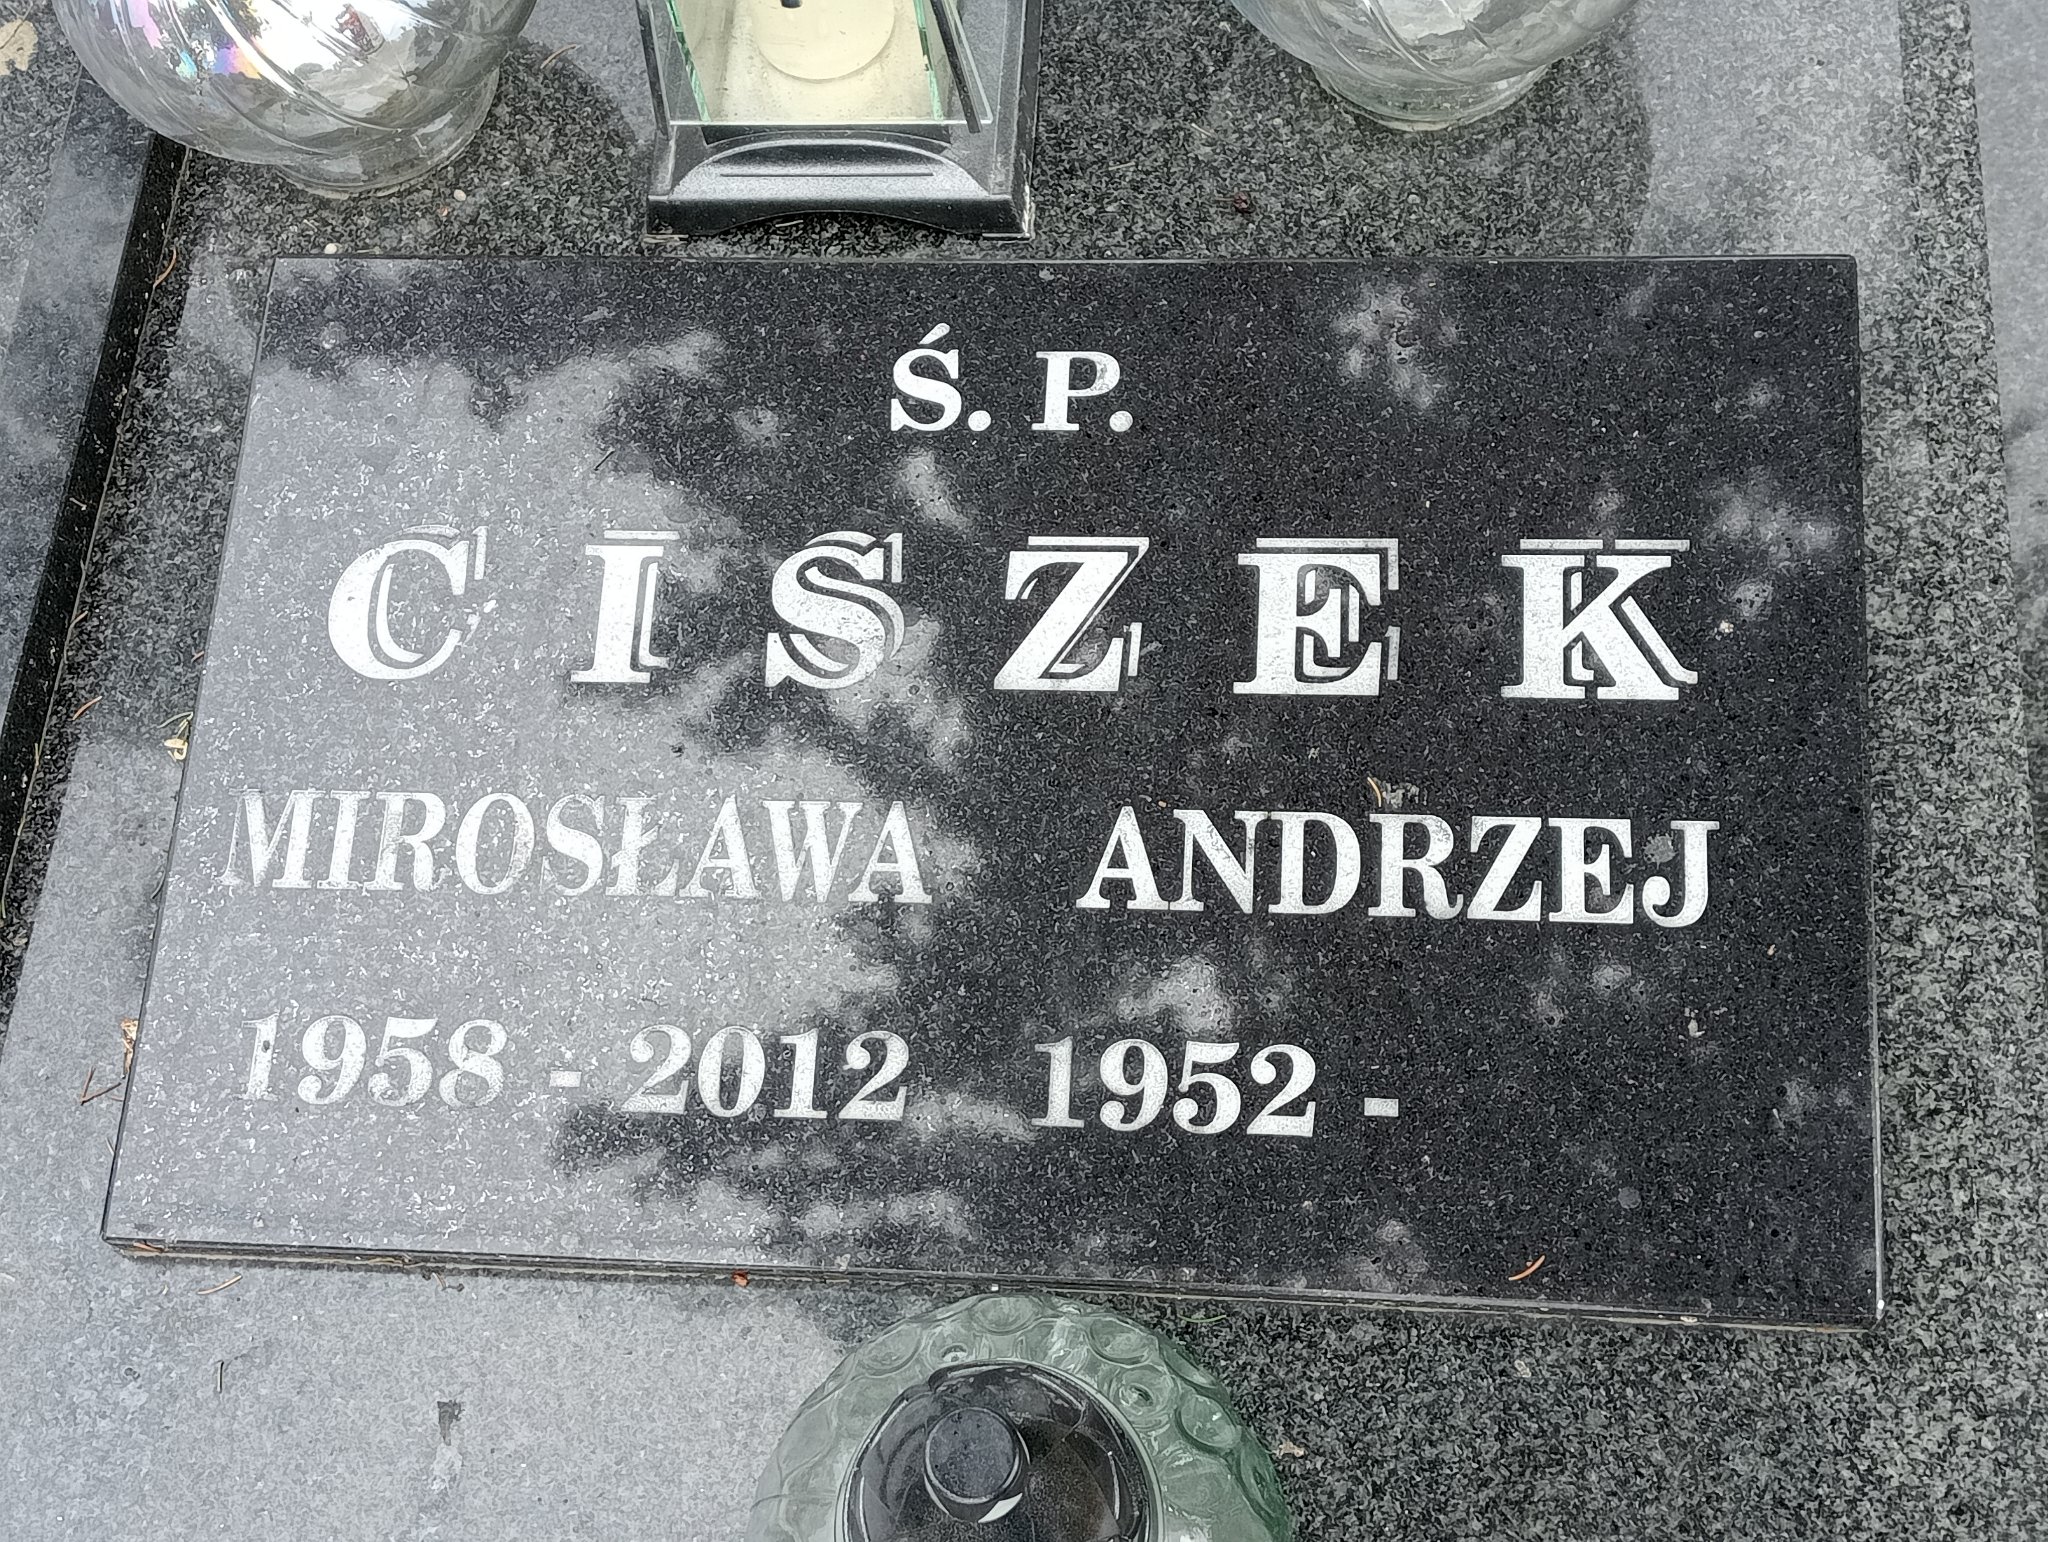 Ś. P.
CISZEK
MIROSŁAWA ANDRZEJ
1958 - 2012 1952 -